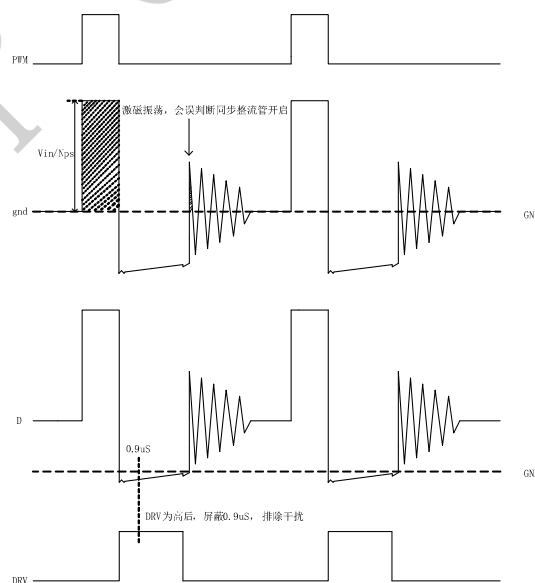 PWM
激磁振荡，会误判断同步整流管开启
Vin/Nps
gnd
GN
D
0.9uS
GN
DRV为高后，屏蔽0.9uS，排除干扰
DRV